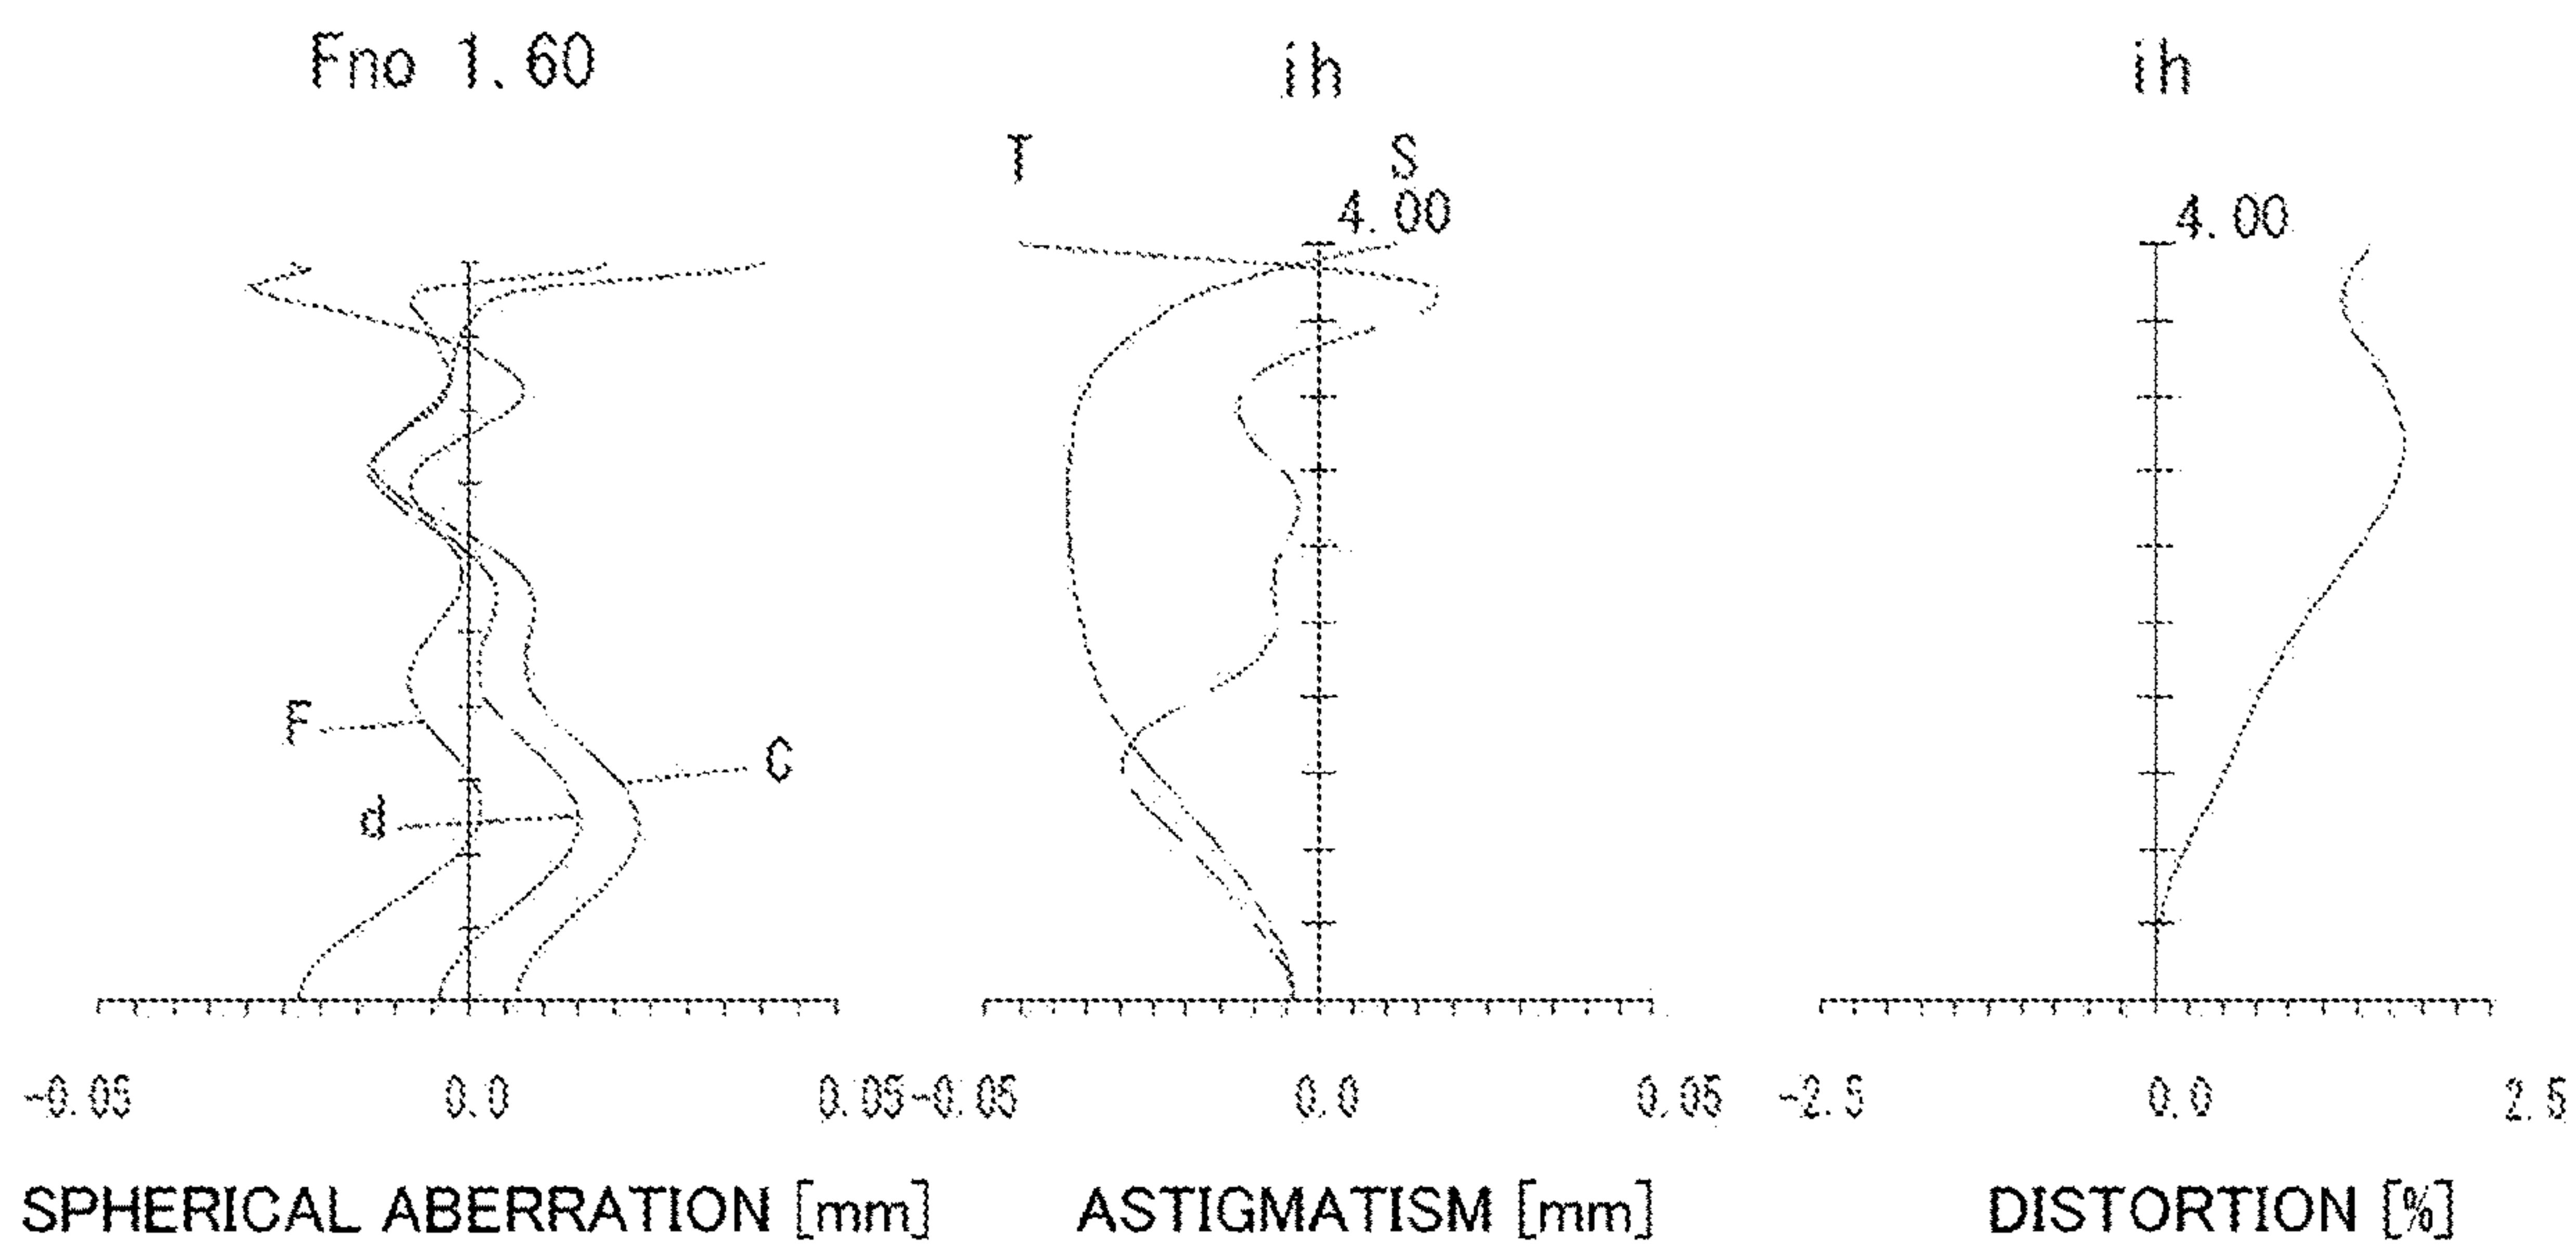 Fno 1.60
ih
ih
T
S
4.00
4.00
F
C
d
-0.05
0.0
0.05
-0.05
0.0
0.05
-2.5
0.0
2.5
SPHERICAL ABERRATION [mm]
ASTIGMATISM [mm]
DISTORTION [%]